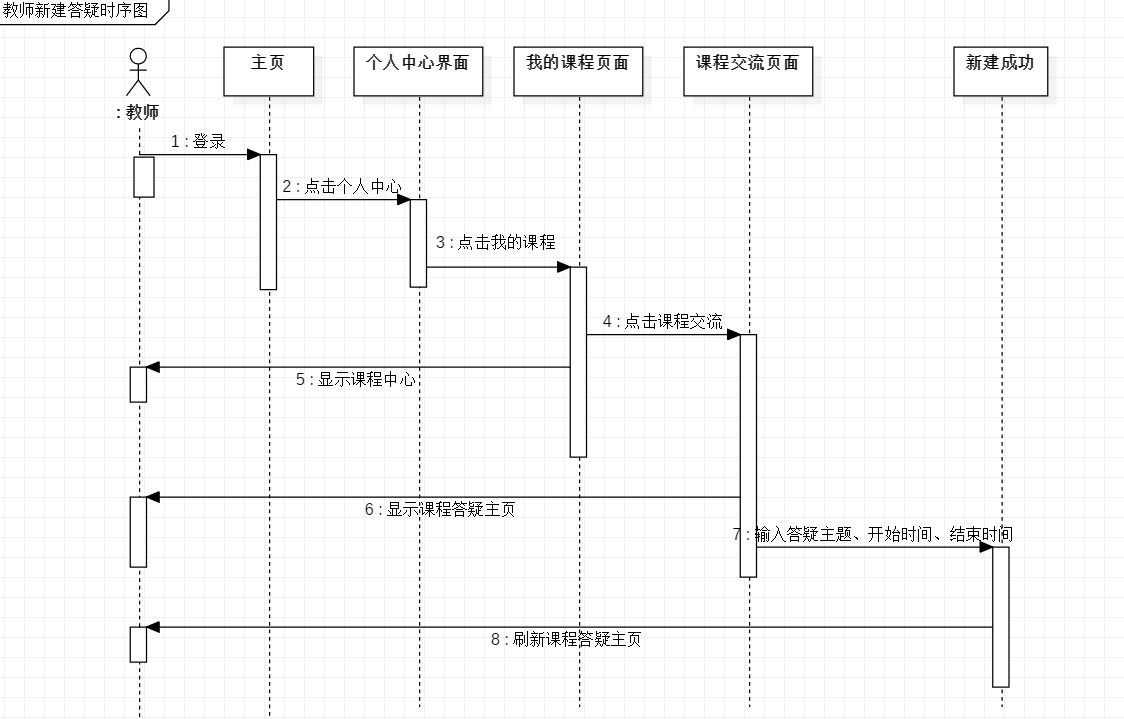 教师新建答疑时序图
主页
个人中心界面
我的课程页面
课程交流页面
新建成功
: 教师
1 : 登录
2 : 点击个人中心
3 : 点击我的课程
4 : 点击课程交流
5 : 显示课程中心
6 : 显示课程答疑主页
7 : 输入答疑主题、开始时间、结束时间
8 : 刷新课程答疑主页